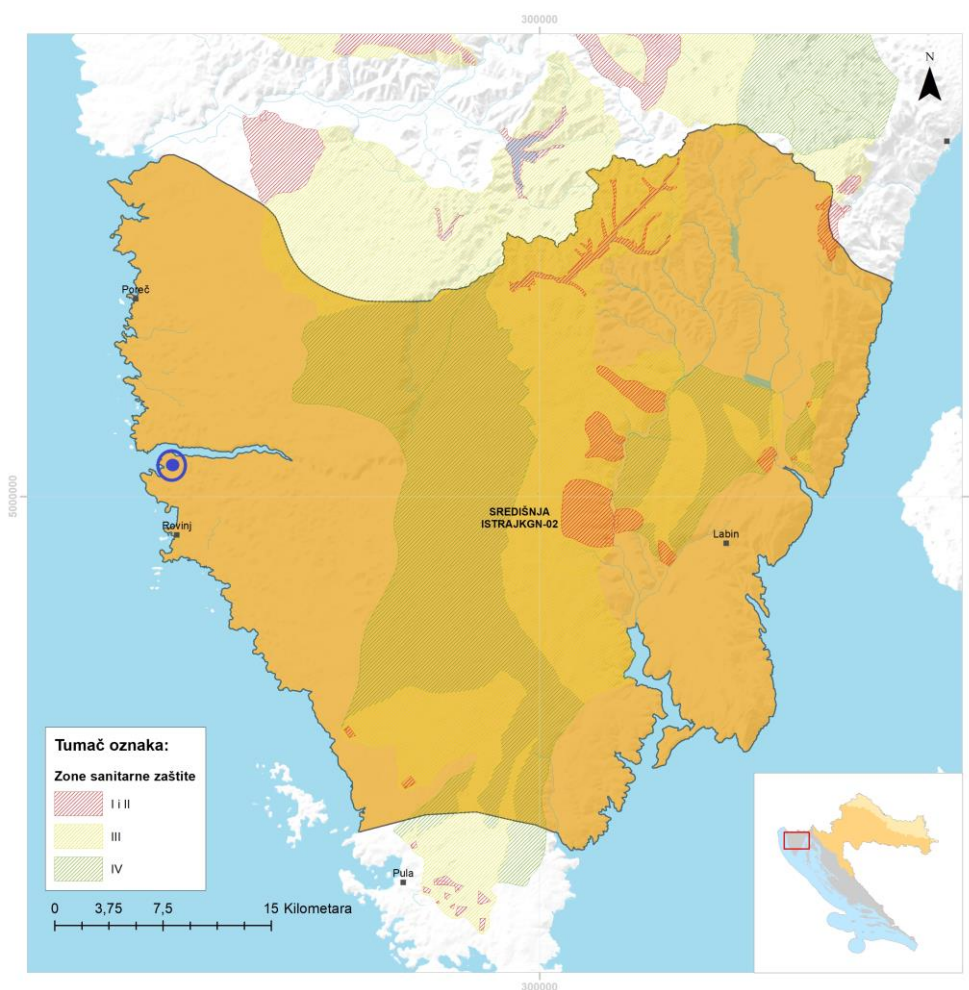 300000
N
Poreč
5000000
SREDIŠNJA
ISTRAJKGN-02
Rovinj
Labin
Tumač oznaka:
Zone sanitarne zaštite
I i II
III
IV
Pula
0 3,75 7,5 15 Kilometara
300000